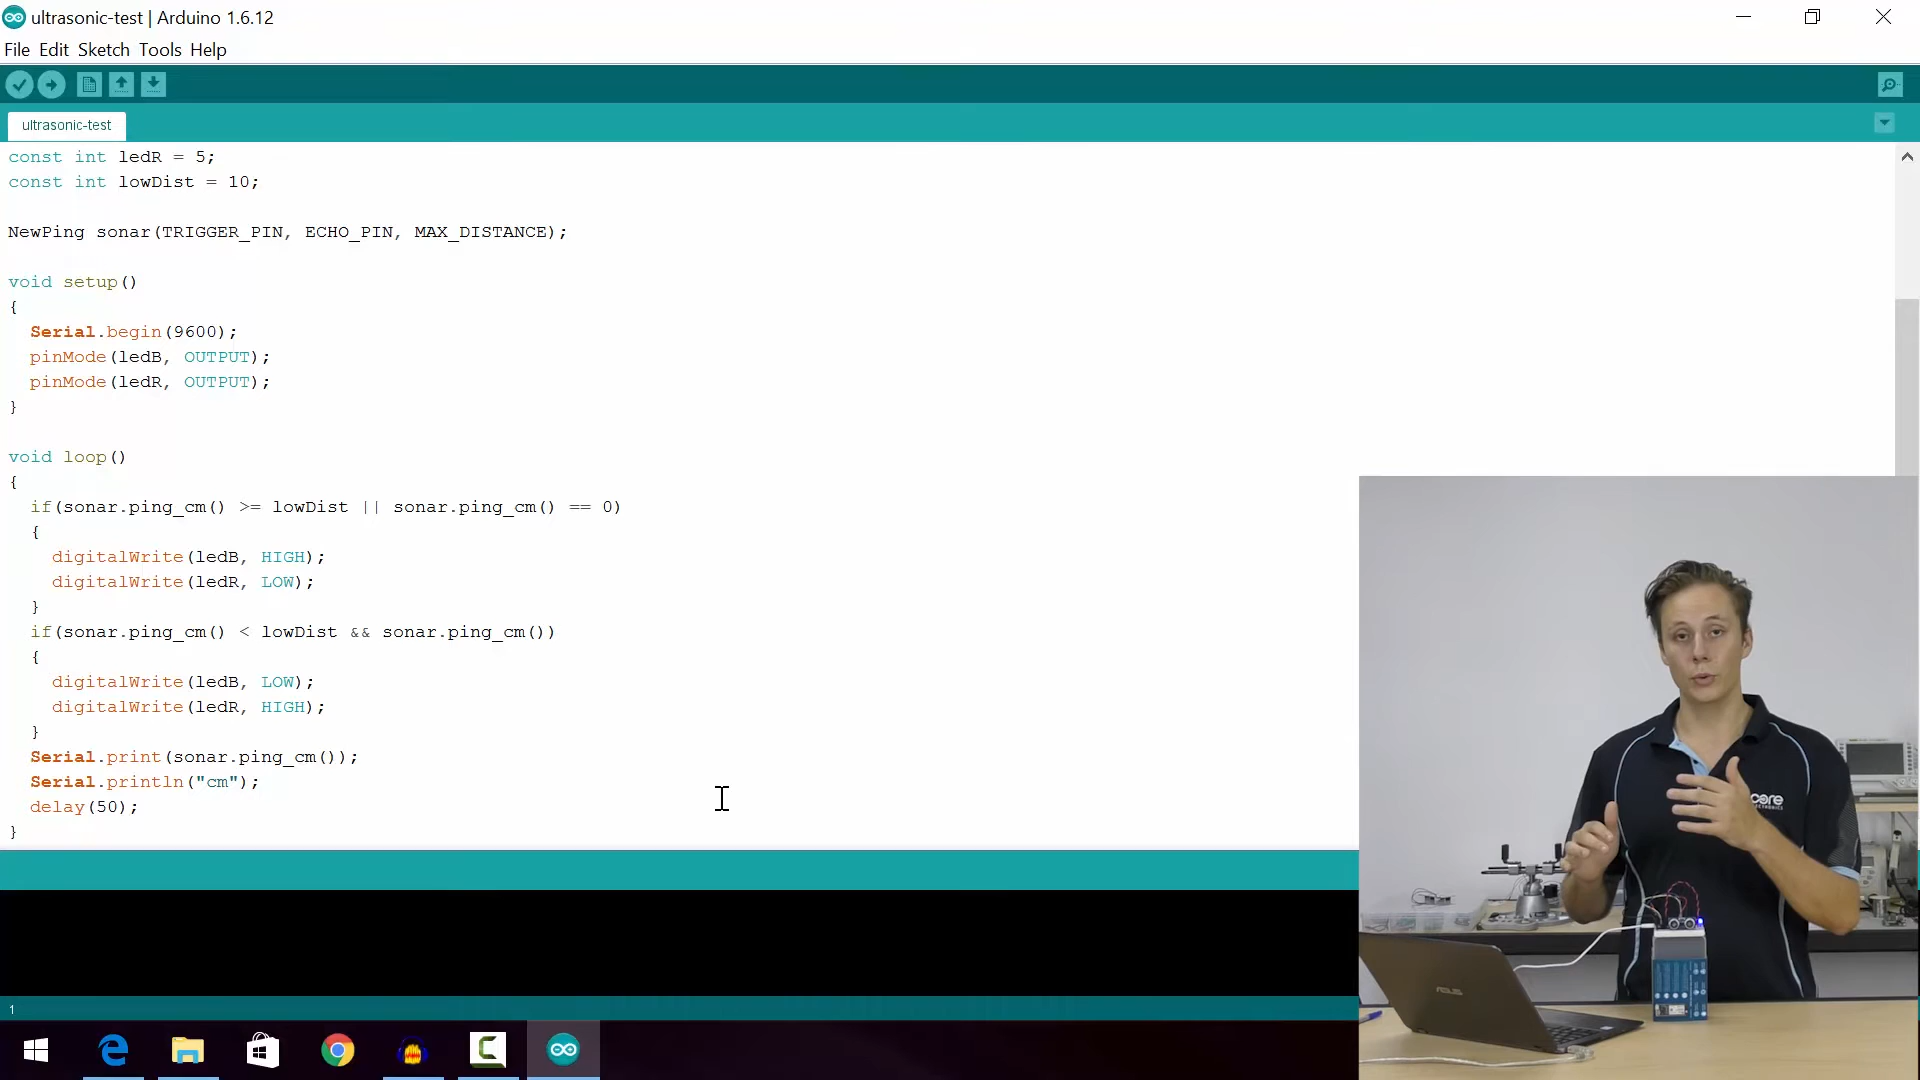 ultrasonic-test | Arduino 1.6.12
File Edit Sketch Tools Help
ultrasonic-test
const int ledR = 5;
const int lowDist = 10;
NewPing sonar(TRIGGER_PIN, ECHO_PIN, MAX_DISTANCE);
void setup()
{
Serial.begin(9600);
pinMode(ledB, OUTPUT);
pinMode(ledR, OUTPUT);
}
void loop()
{
if(sonar.ping_cm() >= lowDist || sonar.ping_cm() == 0)
{
digitalWrite(ledB, HIGH);
digitalWrite(ledR, LOW);
}
if(sonar.ping_cm() < lowDist && sonar.ping_cm())
{
digitalWrite(ledB, LOW);
digitalWrite(ledR, HIGH);
}
Serial.print(sonar.ping_cm());
Serial.println("cm");
delay(50);
}
1
core
ELECTRONICS
ASUS